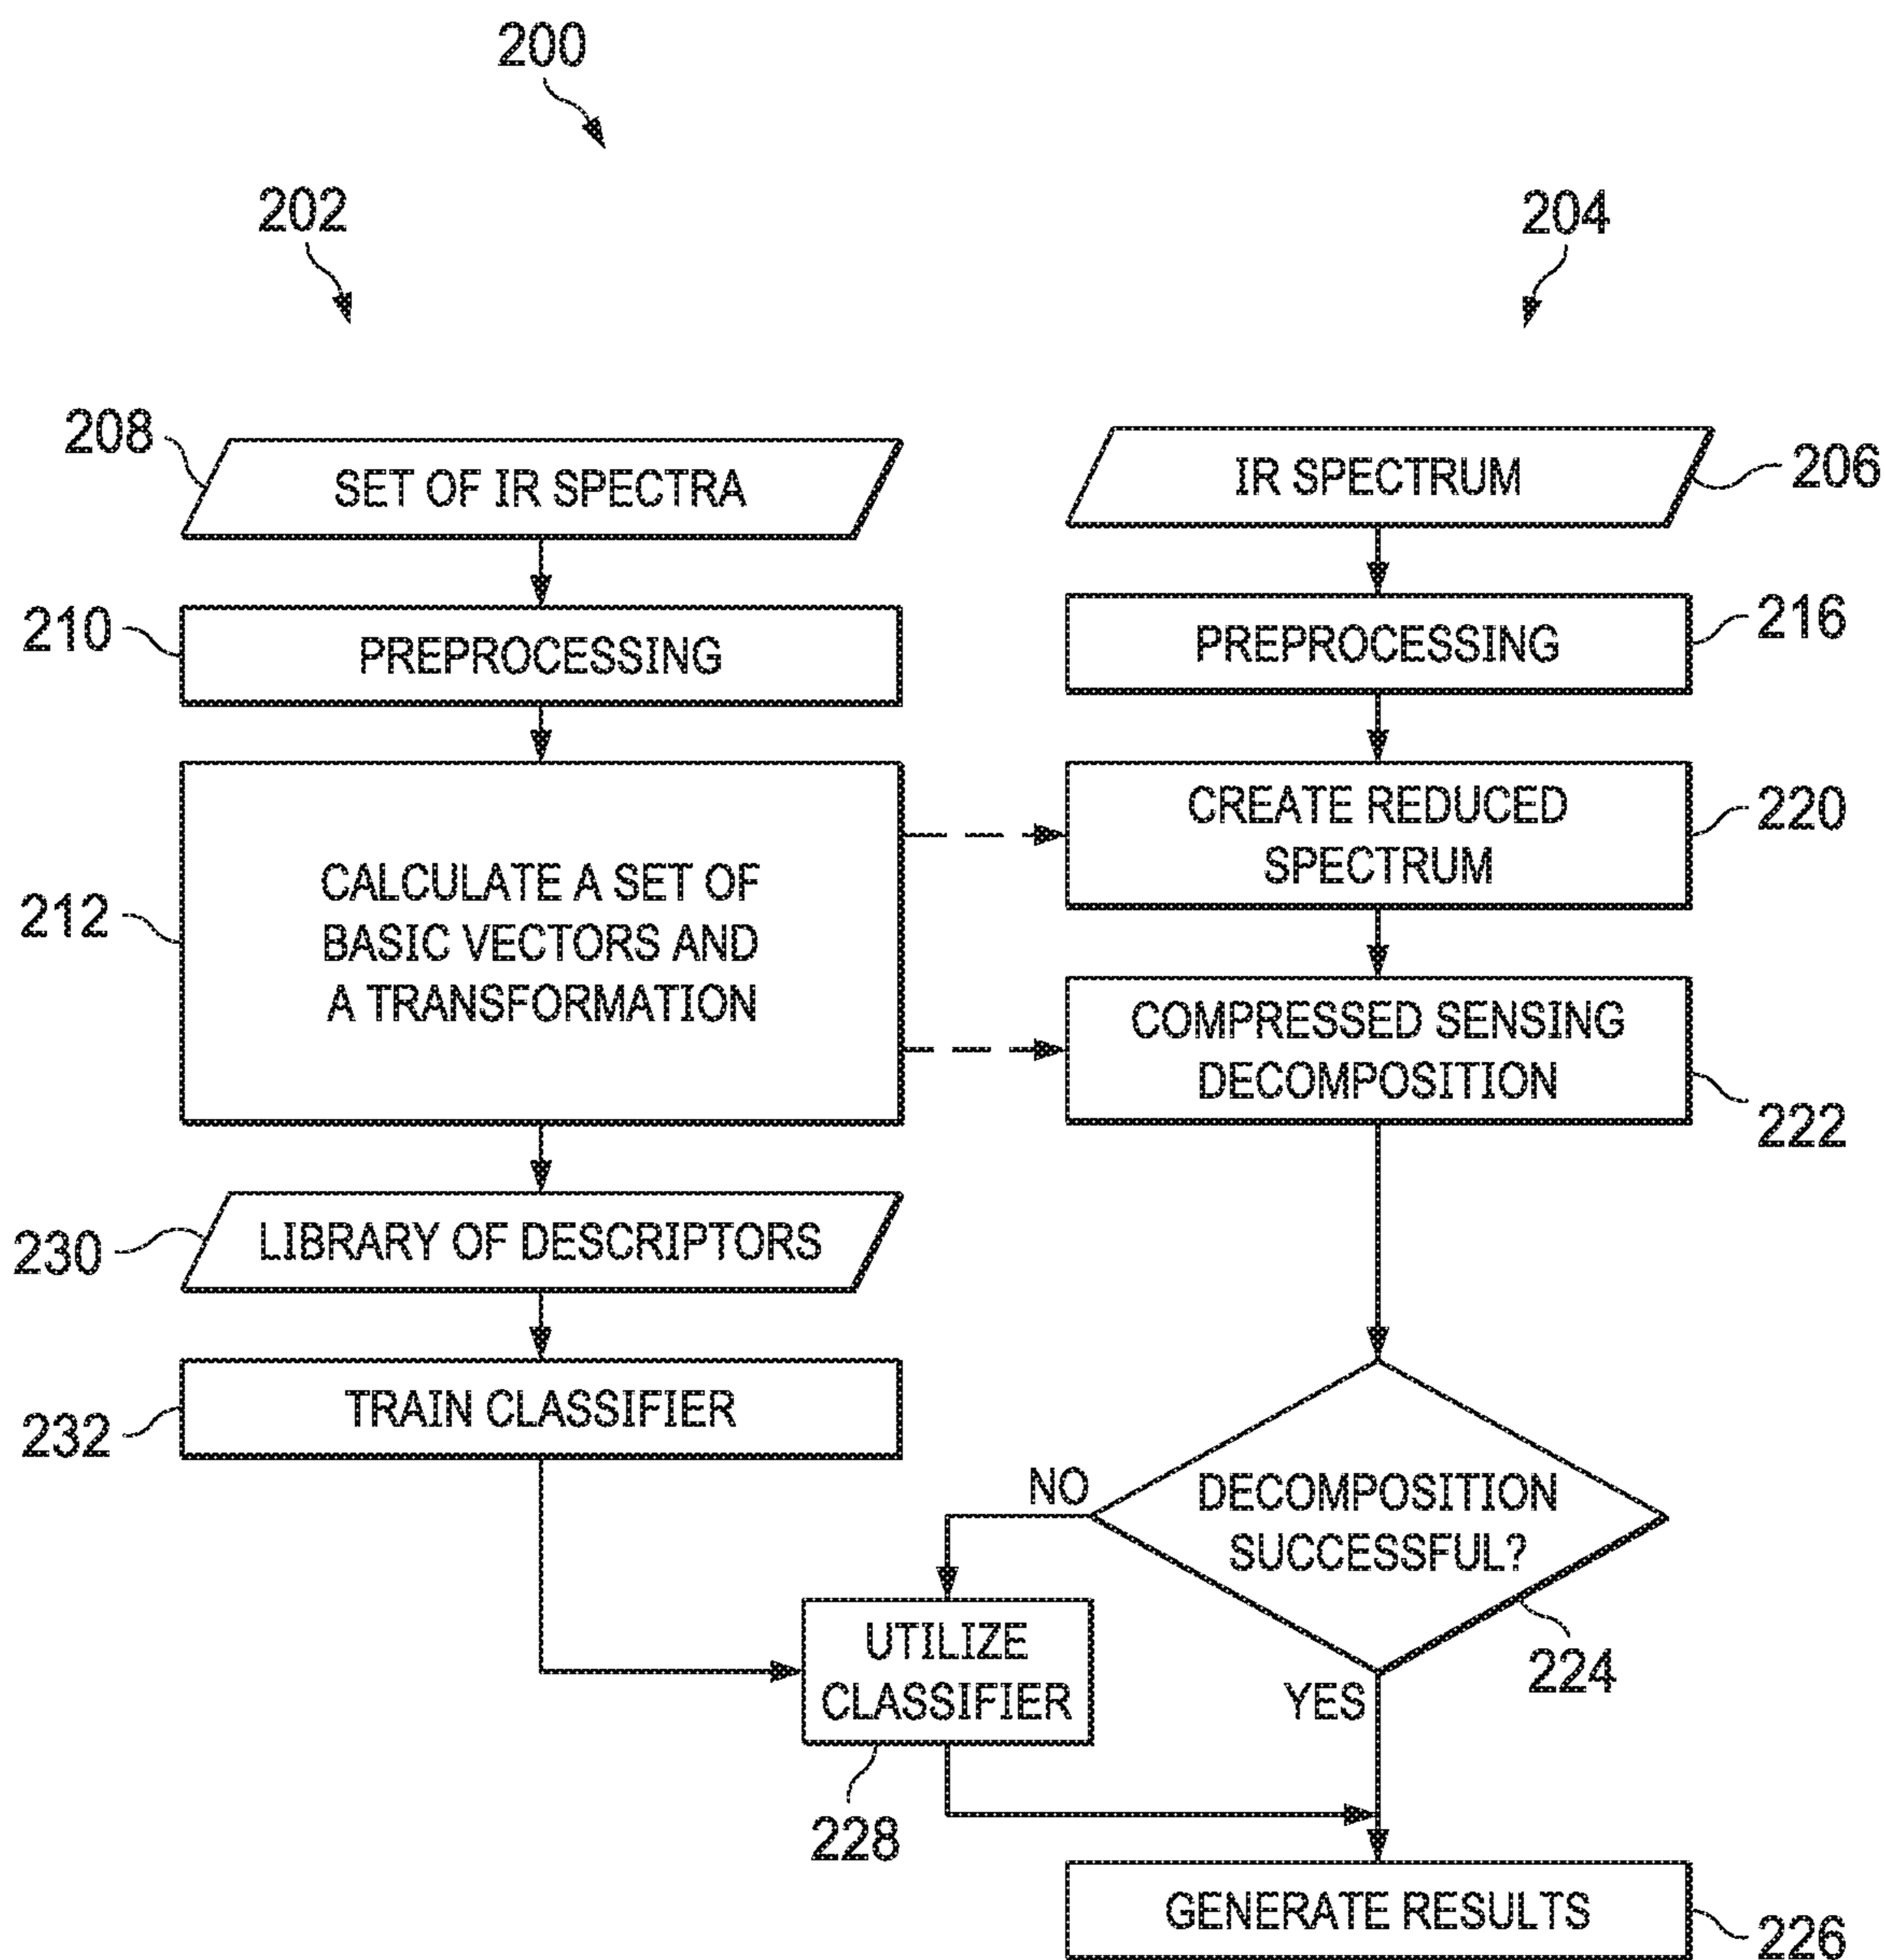 200
202
204
208
SET OF IR SPECTRA
IR SPECTRUM
206
210
PREPROCESSING
PREPROCESSING
216
212
CALCULATE A SET OF
BASIC VECTORS AND
A TRANSFORMATION
CREATE REDUCED
SPECTRUM
220
COMPRESSED SENSING
DECOMPOSITION
222
230
LIBRARY OF DESCRIPTORS
232
TRAIN CLASSIFIER
NO
DECOMPOSITION
SUCCESSFUL?
224
YES
UTILIZE
CLASSIFIER
228
GENERATE RESULTS
226